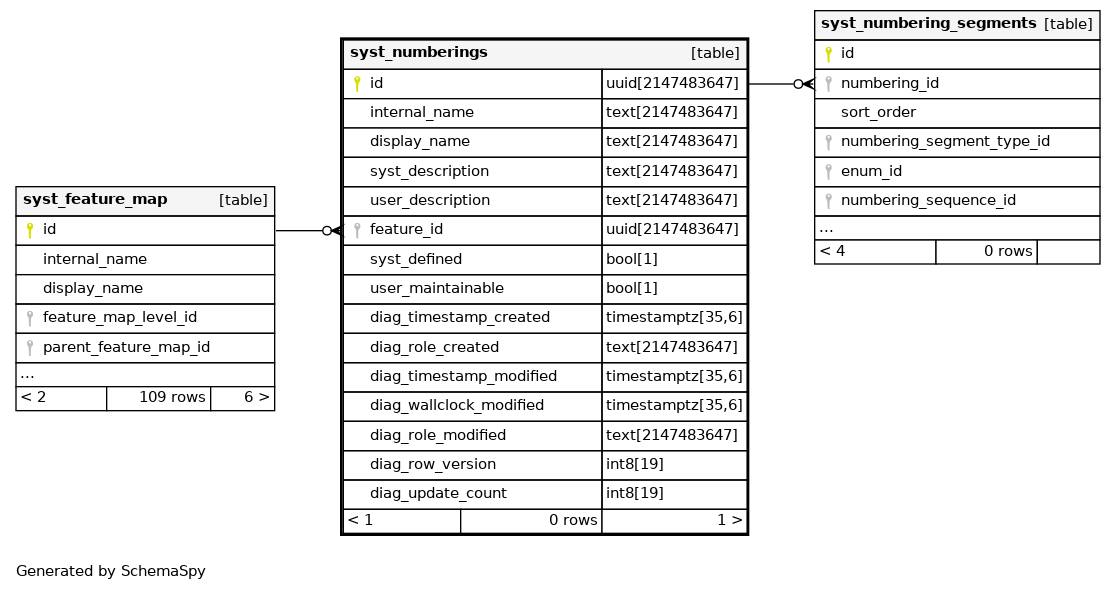 syst_feature_map [table]
id
internal_name
display_name
feature_map_level_id
parent_feature_map_id
...
< 2 109 rows 6 >
syst_numberings [table]
id uuid[2147483647]
internal_name text[2147483647]
display_name text[2147483647]
syst_description text[2147483647]
user_description text[2147483647]
feature_id uuid[2147483647]
syst_defined bool[1]
user_maintainable bool[1]
diag_timestamp_created timestamptz[35,6]
diag_role_created text[2147483647]
diag_timestamp_modified timestamptz[35,6]
diag_wallclock_modified timestamptz[35,6]
diag_role_modified text[2147483647]
diag_row_version int8[19]
diag_update_count int8[19]
< 1 0 rows 1 >
syst_numbering_segments [table]
id
numbering_id
sort_order
numbering_segment_type_id
enum_id
numbering_sequence_id
...
< 4 0 rows
Generated by SchemaSpy